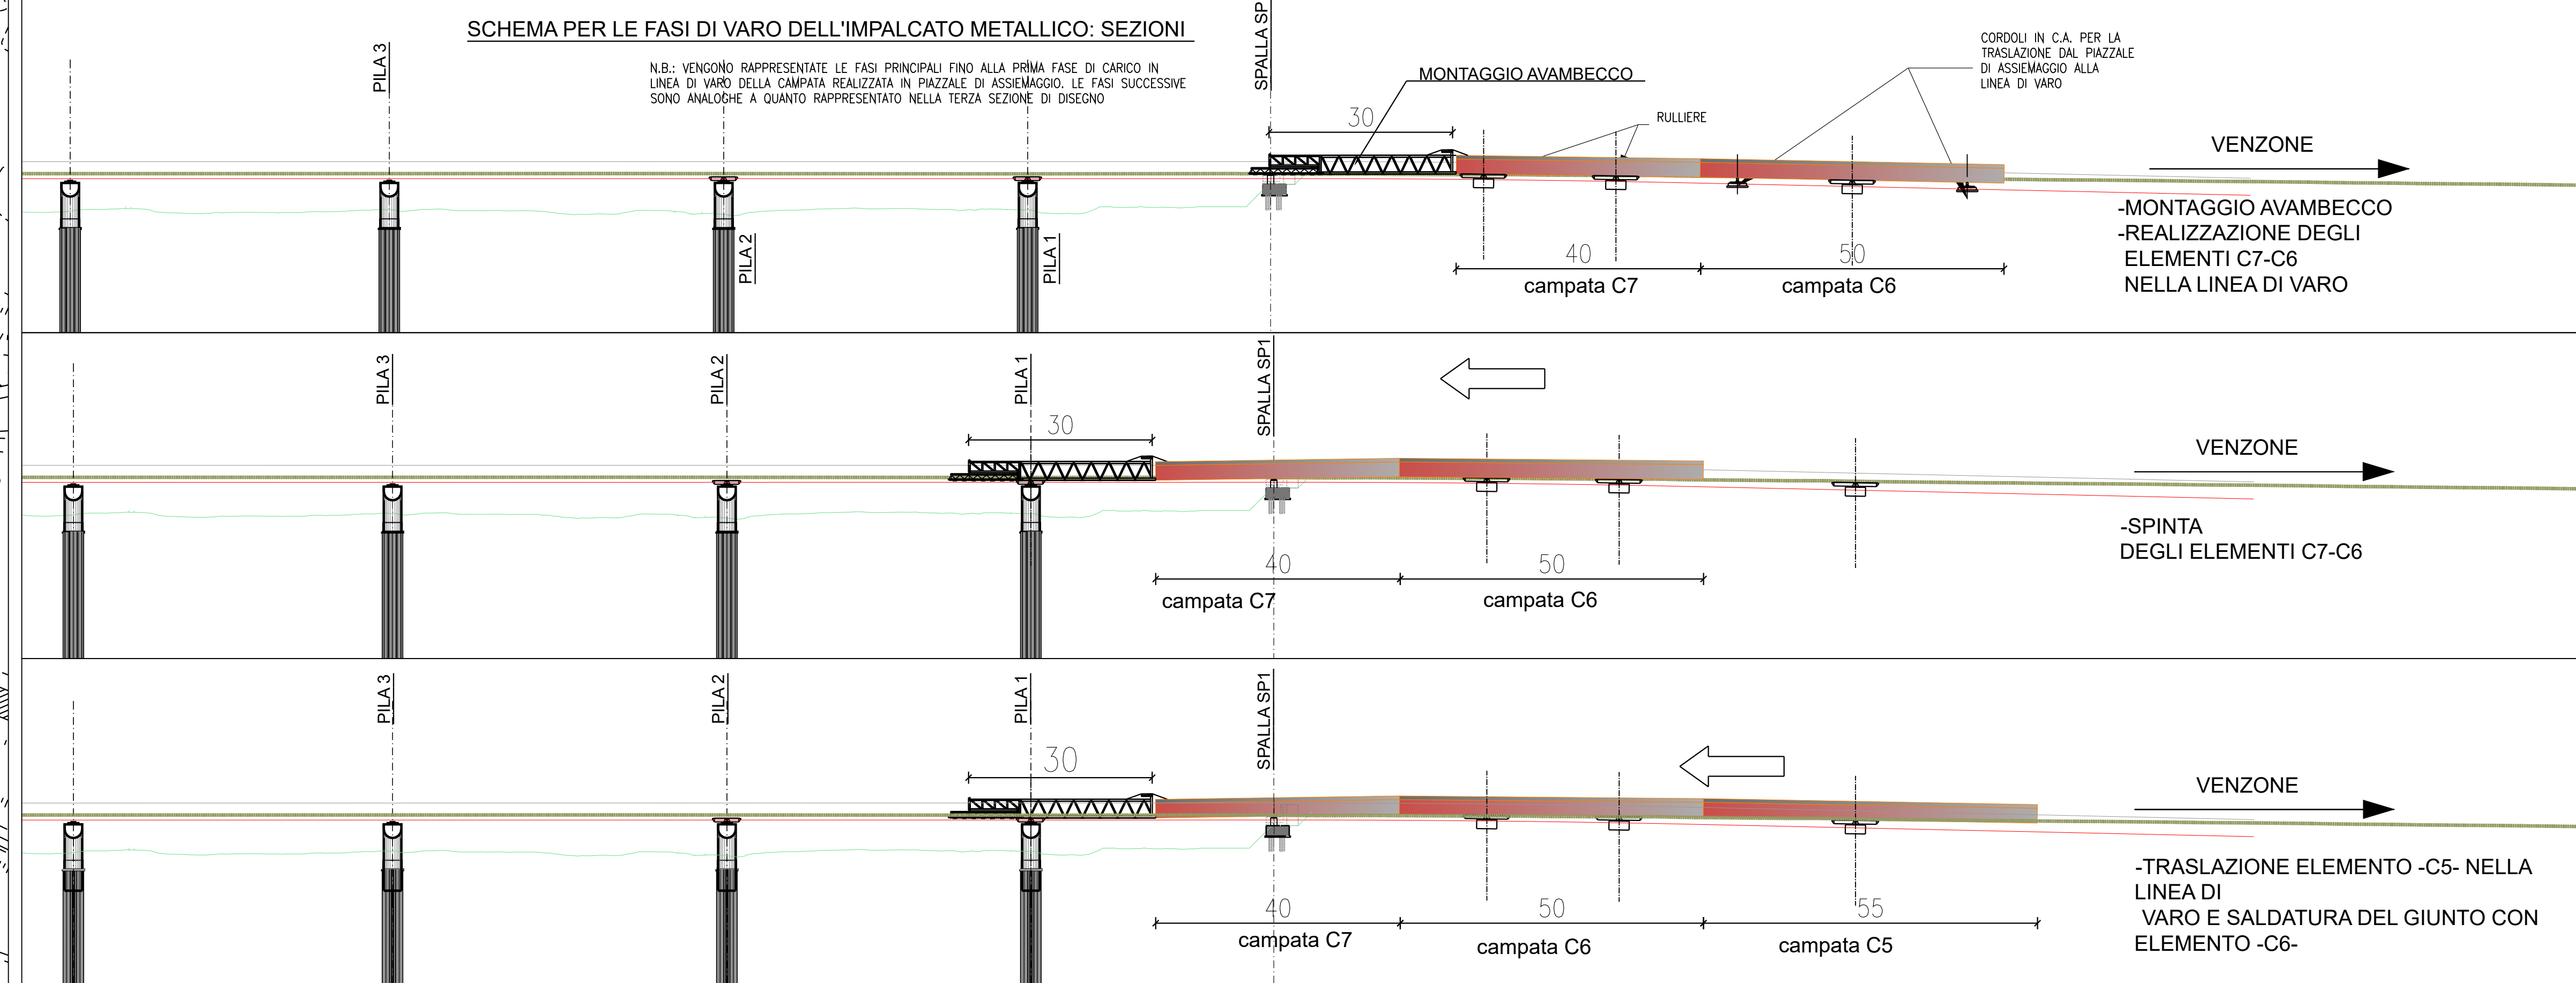 SCHEMA PER LE FASI DI VARO DELL'IMPALCATO METALLICO: SEZIONI
N.B.: VENGONO RAPPRESENTATE LE FASI PRINCIPALI FINO ALLA PRIMA FASE DI CARICO IN
LINEA DI VARO DELLA CAMPATA REALIZZATA IN PIAZZALE DI ASSIEMAGGIO. LE FASI SUCCESSIVE
SONO ANALOGHE A QUANTO RAPPRESENTATO NELLA TERZA SEZIONE DI DISEGNO
PILA 3
PILA 2
PILA 1
SPALLA SP
MONTAGGIO AVAMBECCO
30
RULLIERE
CORDOLI IN C.A. PER LA
TRASLAZIONE DAL PIAZZALE
DI ASSIEMAGGIO ALLA
LINEA DI VARO
VENZONE
40
50
campata C7
campata C6
-MONTAGGIO AVAMBECCO
-REALIZZAZIONE DEGLI
ELEMENTI C7-C6
NELLA LINEA DI VARO
PILA 3
PILA 2
PILA 1
SPALLA SP1
30
VENZONE
40
50
campata C7
campata C6
-SPINTA
DEGLI ELEMENTI C7-C6
PILA 3
PILA 2
PILA 1
SPALLA SP1
30
VENZONE
40
50
55
campata C7
campata C6
campata C5
-TRASLAZIONE ELEMENTO -C5- NELLA
LINEA DI
VARO E SALDATURA DEL GIUNTO CON
ELEMENTO -C6-